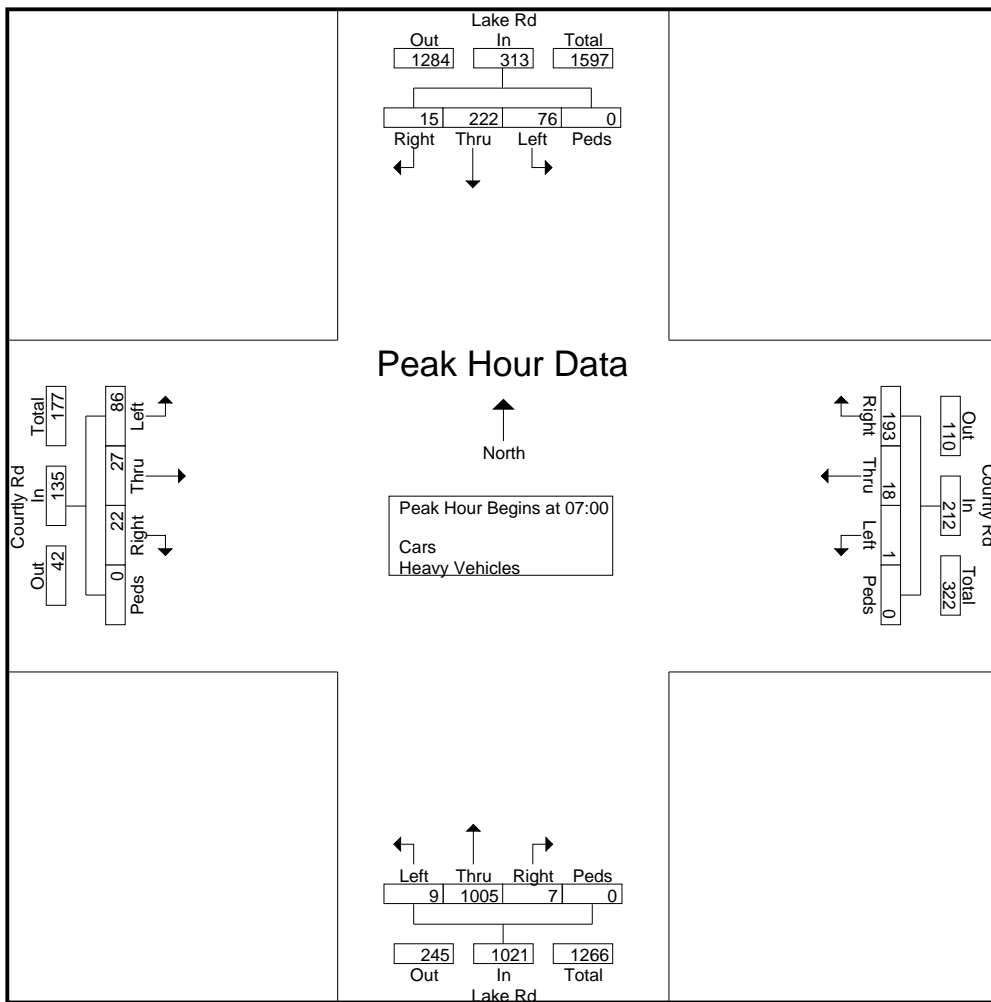 Lake Rd
Out In Total
1284 313 1597
15 222 76 0
Right Thru Left Peds
Peak Hour Data
North
Peak Hour Begins at 07:00
Cars
Heavy Vehicles
Courtly Rd
Total In Out
177 135 42
86 27 22 0
Left Thru Right Peds
Right Thru Left Peds
193 18 1 0
110 212 322
Out In Total
Courtly Rd
Left Thru Right Peds
9 1005 7 0
245 1021 1266
Out In Total
Lake Rd